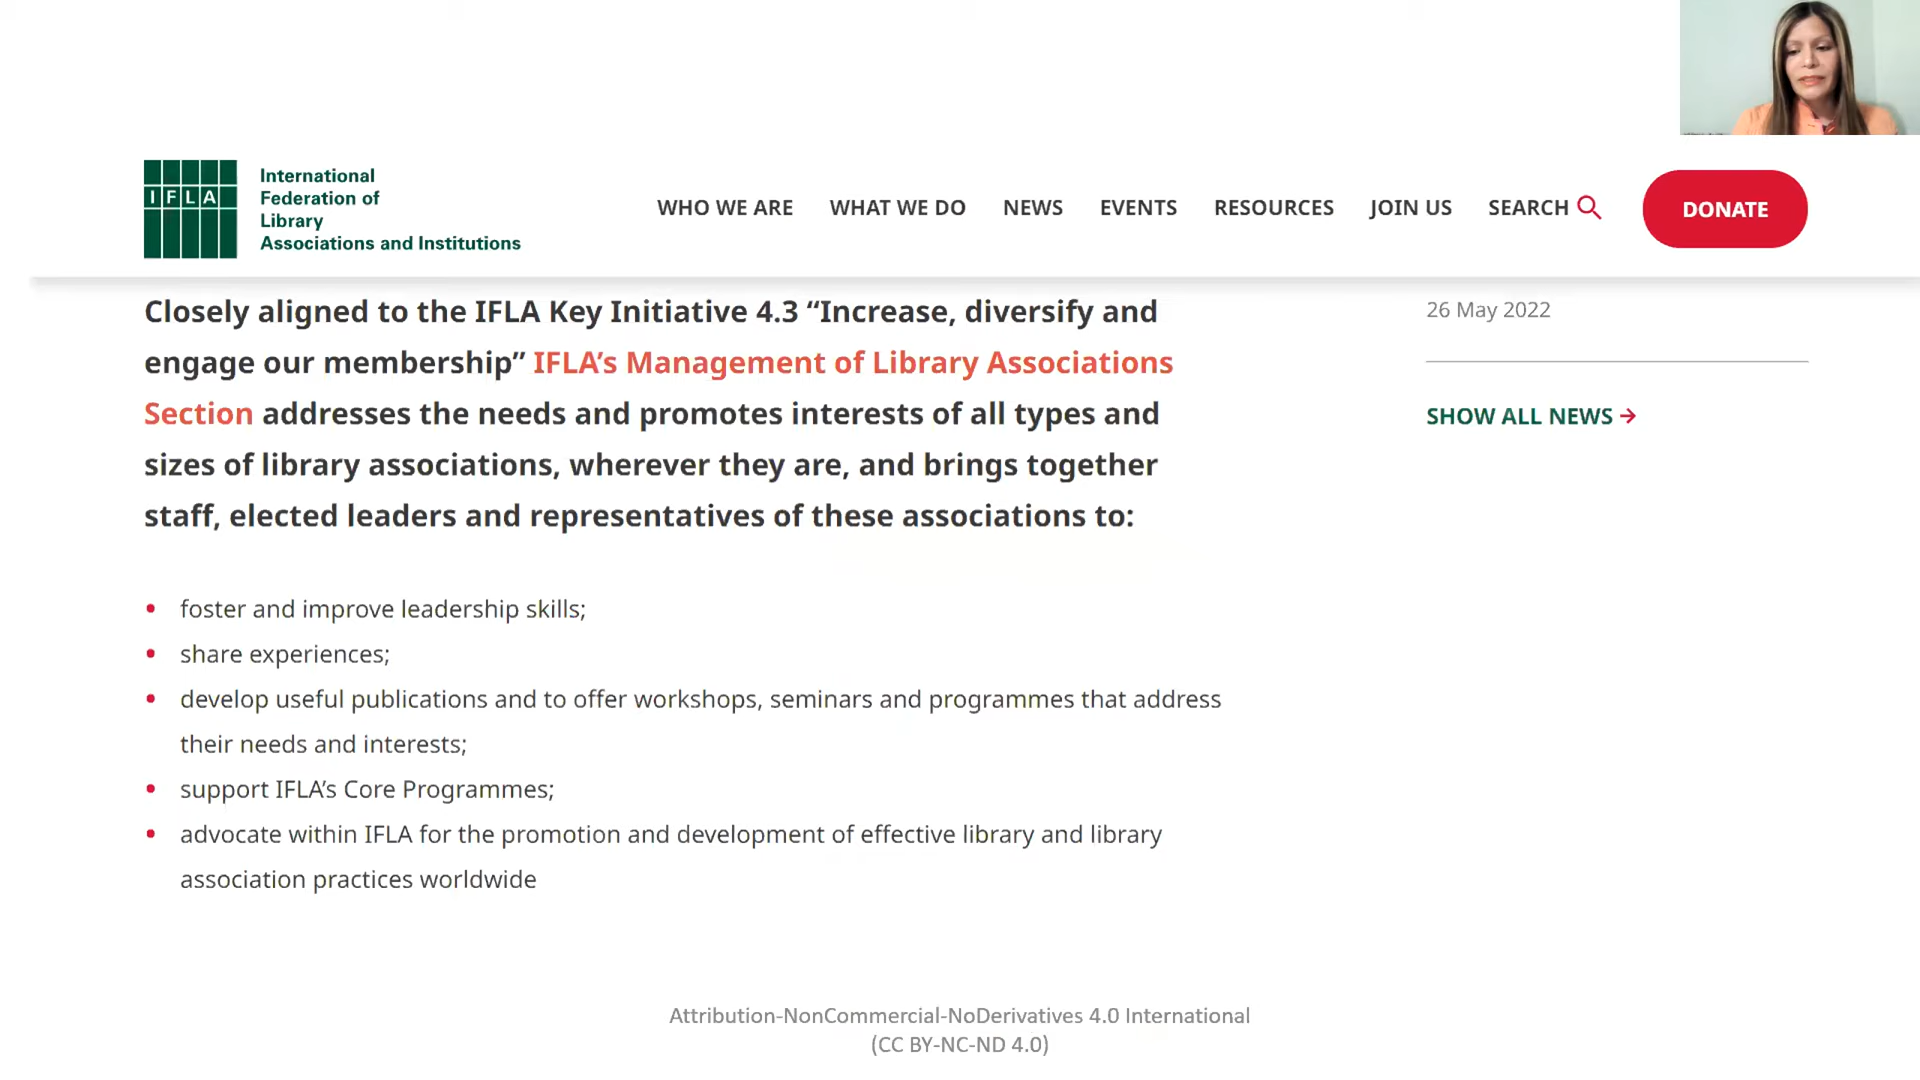 IFLA
International
Federation of
Library
Associations and Institutions
WHO WE ARE
WHAT WE DO
NEWS
EVENTS
RESOURCES
JOIN US
SEARCH
DONATE
Closely aligned to the IFLA Key Initiative 4.3 “Increase, diversify and
engage our membership” IFLA’s Management of Library Associations
Section addresses the needs and promotes interests of all types and
sizes of library associations, wherever they are, and brings together
staff, elected leaders and representatives of these associations to:
• foster and improve leadership skills;
• share experiences;
• develop useful publications and to offer workshops, seminars and programmes that address
their needs and interests;
• support IFLA’s Core Programmes;
• advocate within IFLA for the promotion and development of effective library and library
association practices worldwide
26 May 2022
SHOW ALL NEWS →
Attribution-NonCommercial-NoDerivatives 4.0 International
(CC BY-NC-ND 4.0)